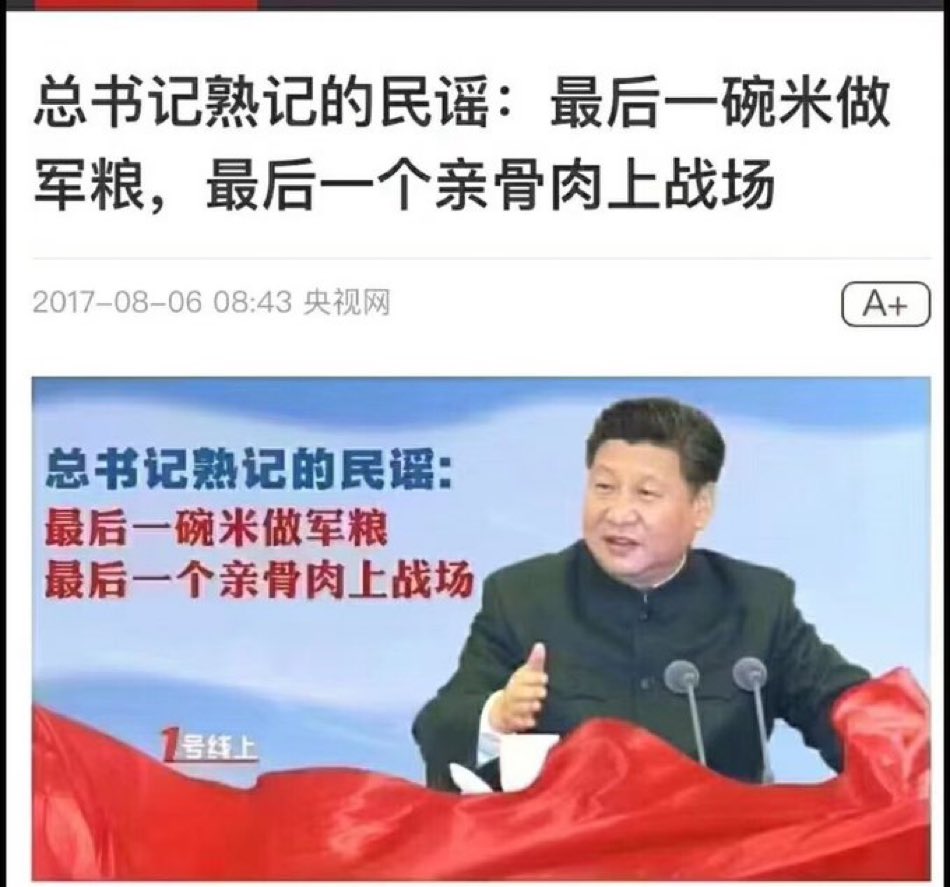 总书记熟记的民谣：最后一碗米做
军粮，最后一个亲骨肉上战场
2017-08-06 08:43 央视网
A+
总书记熟记的民谣：
最后一碗米做军粮
最后一个亲骨肉上战场
1号线上